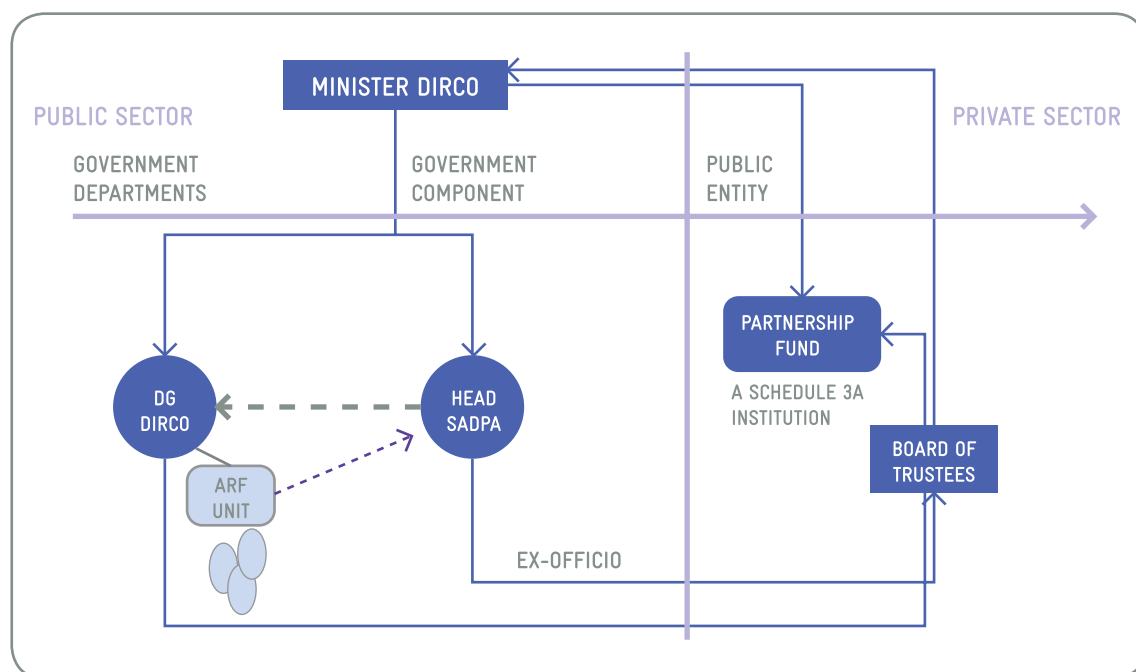 MINISTER DIRCO
PUBLIC SECTOR
PRIVATE SECTOR
GOVERNMENT
DEPARTMENTS
GOVERNMENT
COMPONENT
PUBLIC
ENTITY
PARTNERSHIP
FUND
A SCHEDULE 3A
INSTITUTION
DG
DIRCO
HEAD
SADPA
BOARD OF
TRUSTEES
ARF
UNIT
EX-OFFICIO